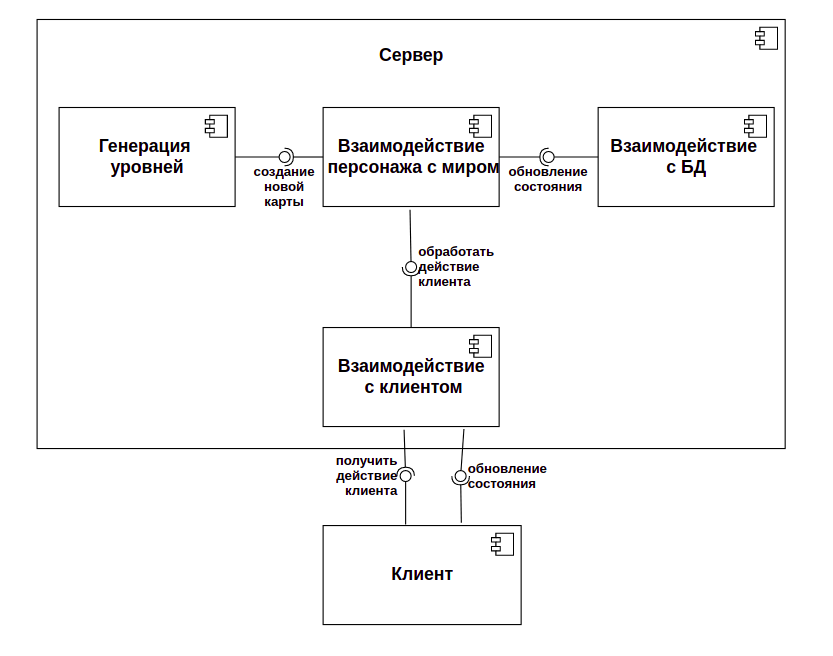 Сервер
Генерация
уровней
создание
новой
карты
Взаимодействие
персонажа с миром
обновление
состояния
Взаимодействие
с БД
обработать
действие
клиента
Взаимодействие
с клиентом
получить
действие
клиента
обновление
состояния
Клиент